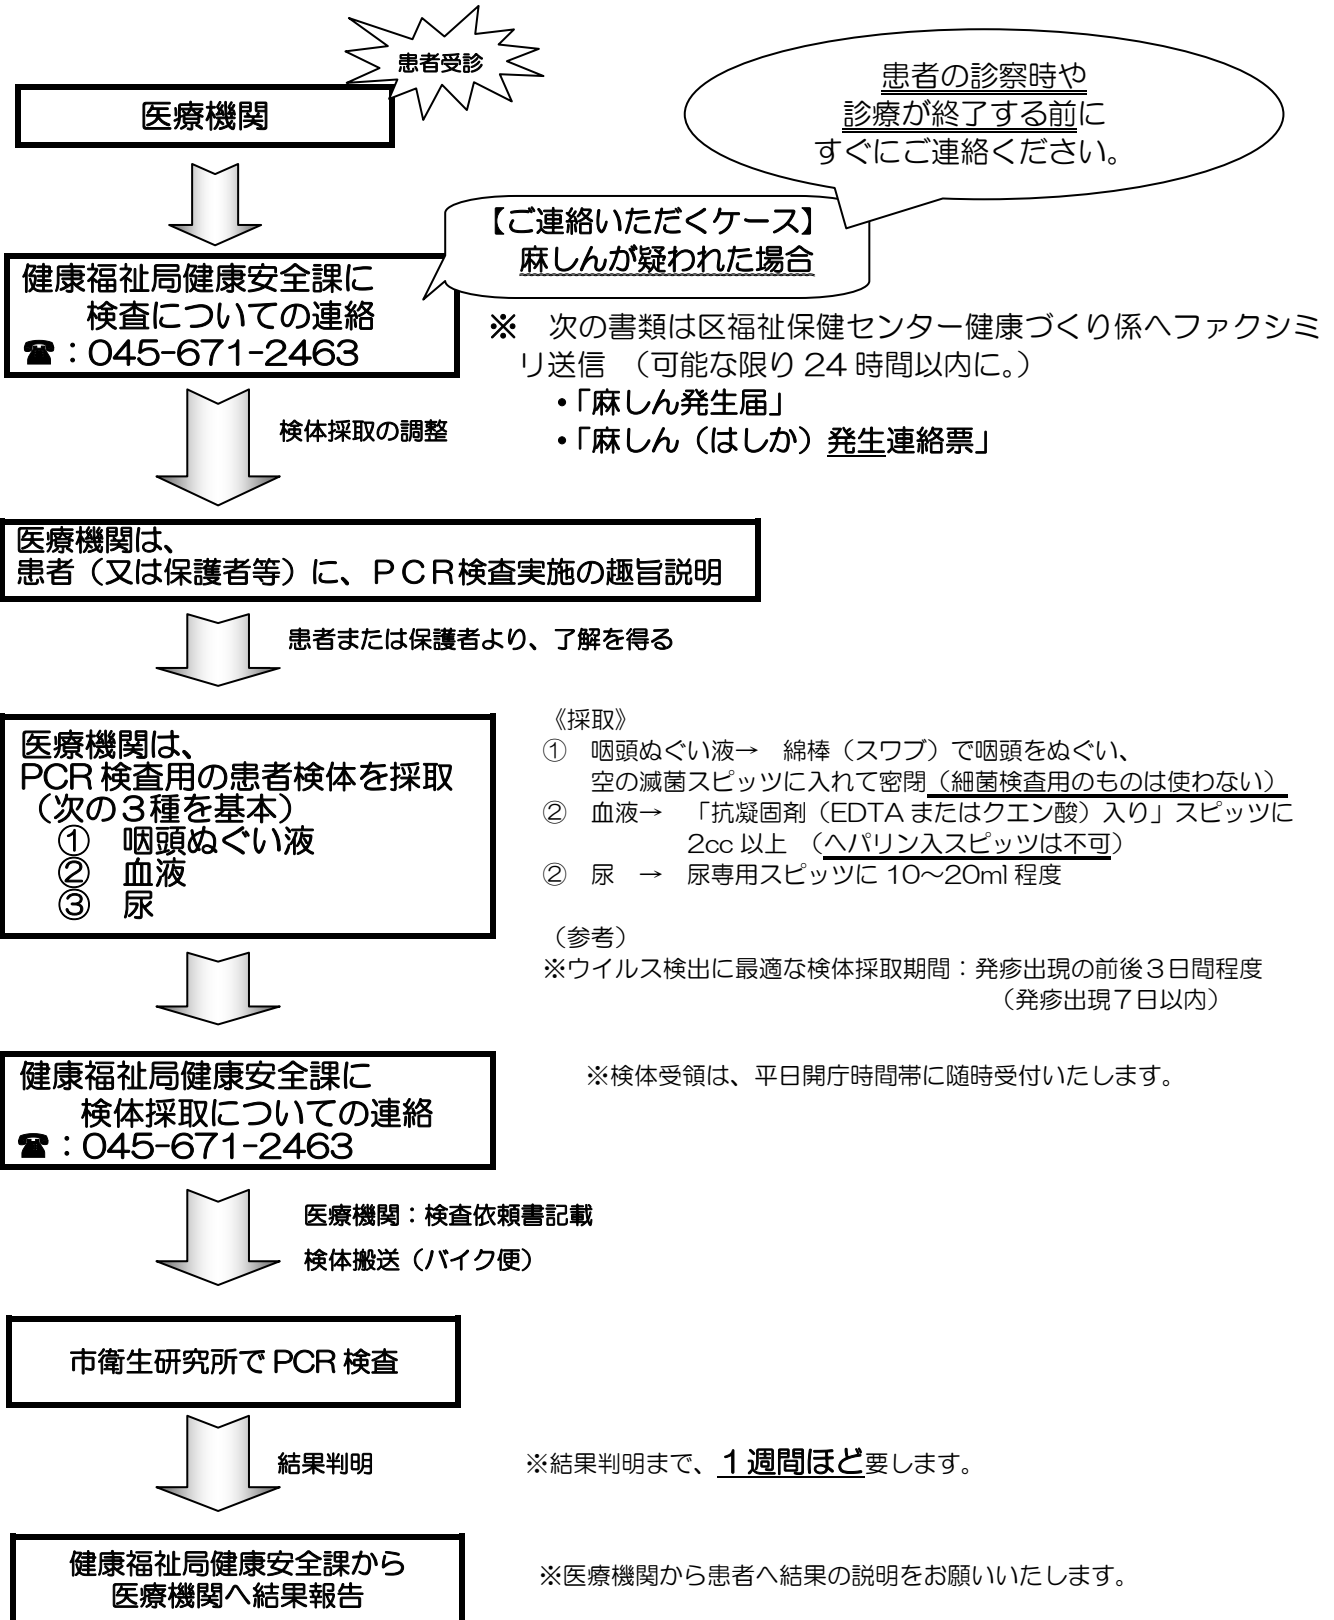 患者受診
医療機関
患者の診察時や
診療が終了する前に
すぐにご連絡ください。
【ご連絡いただくケース】
麻しんが疑われた場合
健康福祉局健康安全課に
検査についての連絡
☎：045-671-2463
※　次の書類は区福祉保健センター健康づくり係へファクシミ
リ送信　（可能な限り 24 時間以内に。）
・「麻しん発生届」
・「麻しん（はしか）発生連絡票」
検体採取の調整
医療機関は、
患者（又は保護者等）に、ＰＣＲ検査実施の趣旨説明
患者または保護者より、了解を得る
医療機関は、
PCR 検査用の患者検体を採取
（次の３種を基本）
①　咽頭ぬぐい液
②　血液
③　尿
《採取》
①　咽頭ぬぐい液→　綿棒（スワブ）で咽頭をぬぐい、
空の滅菌スピッツに入れて密閉（細菌検査用のものは使わない）
②　血液→　「抗凝固剤（EDTA またはクエン酸）入り」スピッツに
2cc 以上　（ヘパリン入スピッツは不可）
②　尿　→　尿専用スピッツに 10～20ml 程度
（参考）
※ウイルス検出に最適な検体採取期間：発疹出現の前後３日間程度
（発疹出現７日以内）
健康福祉局健康安全課に
検体採取についての連絡
☎：045-671-2463
※検体受領は、平日開庁時間帯に随時受付いたします。
医療機関：検査依頼書記載
検体搬送（バイク便）
市衛生研究所で PCR 検査
結果判明
※結果判明まで、１週間ほど要します。
健康福祉局健康安全課から
医療機関へ結果報告
※医療機関から患者へ結果の説明をお願いいたします。